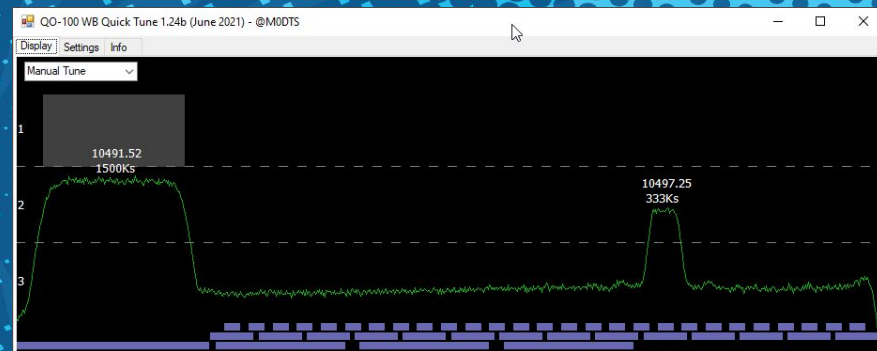 QO-100 WB Quick Tune 1.24b (June 2021) - @M0DTS
Display Settings Info
Manual Tune
1
10491.52
1500Ks
10497.25
333Ks
2
3